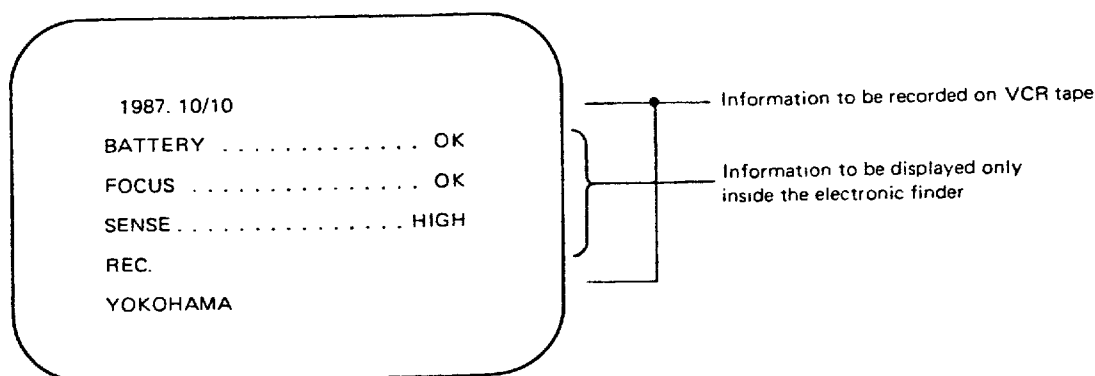 1987. 10/10
BATTERY . . . . . . . . . . . . . . OK
FOCUS . . . . . . . . . . . . . . . . OK
SENSE . . . . . . . . . . . . . . . . HIGH
REC.
YOKOHAMA
Information to be recorded on VCR tape
Information to be displayed only
inside the electronic finder